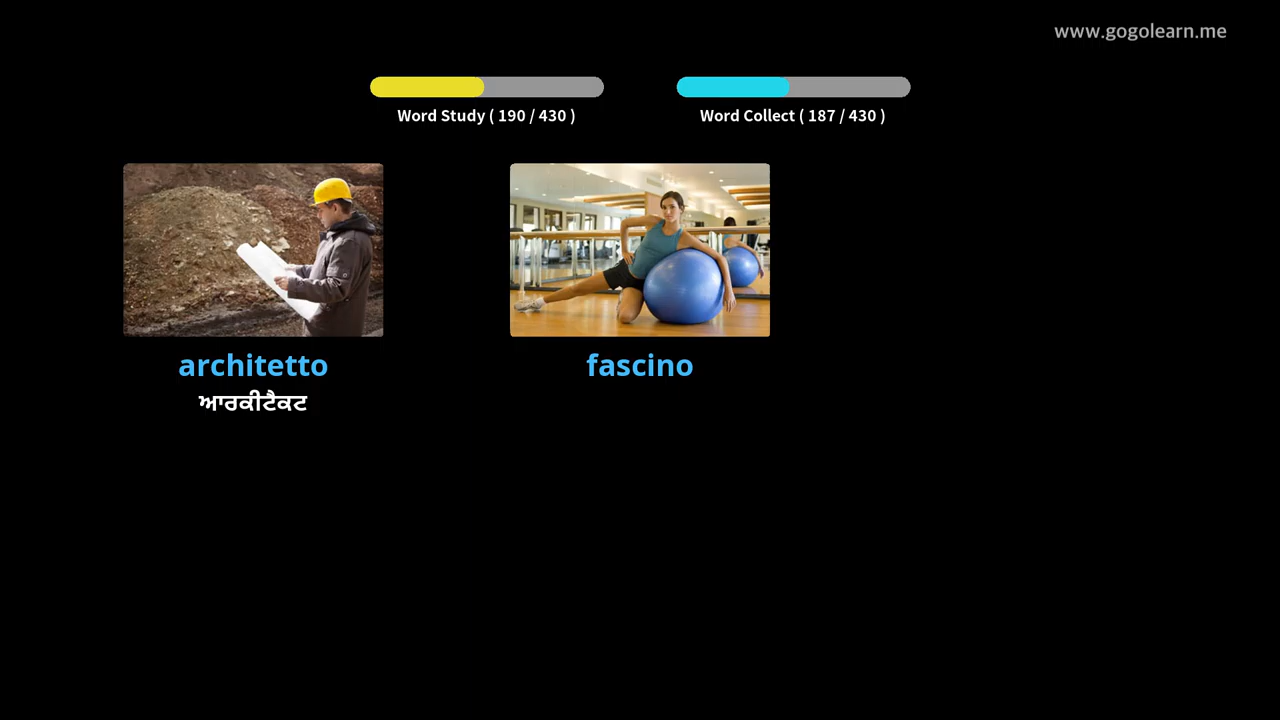 www.gogolearn.me
Word Study ( 190 / 430 )
Word Collect ( 187 / 430 )
architetto
fascino
ਆਰਕੀਟੈਕਟ